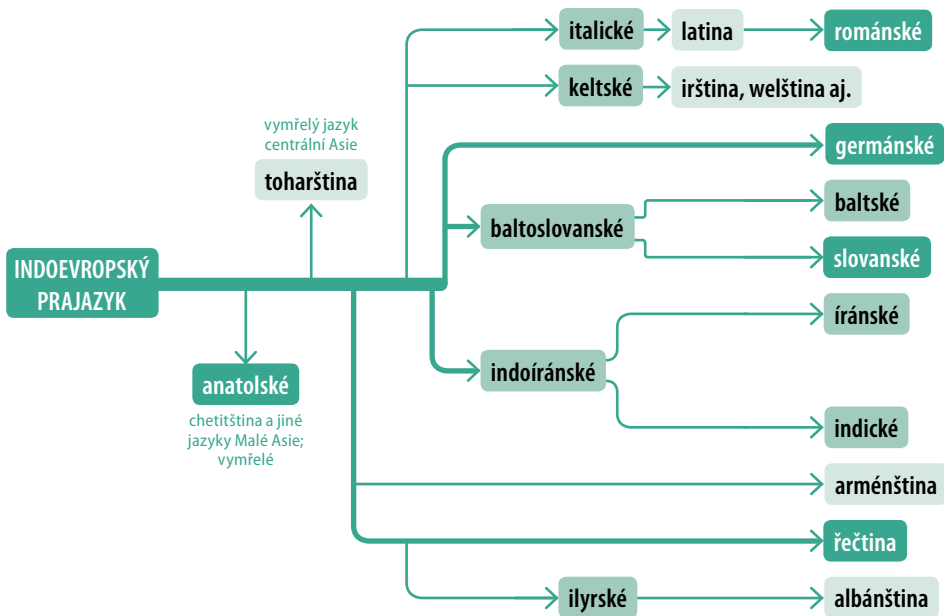 italické
latina
románské
keltské
irština, welština aj.
vymřelý jazyk
centrální Asie
toharština
germánské
baltoslovanské
baltské
slovanské
INDOEVROPSKÝ
PRAJAZYK
anatolské
chetitština a jiné
jazyky Malé Asie;
vymřelé
indoíránské
íránské
indické
arménština
řečtina
ilyrské
albánština